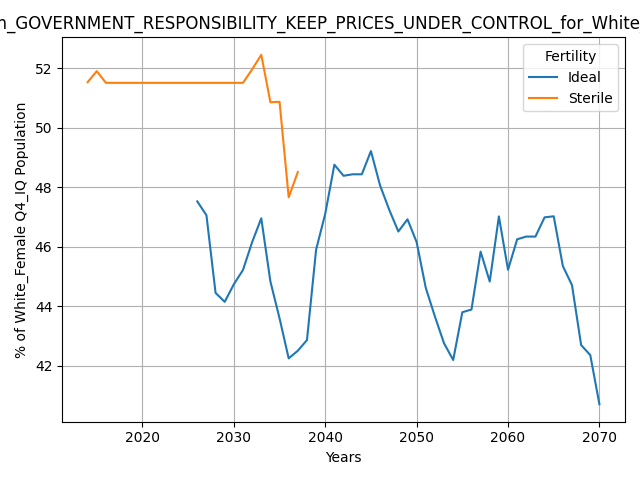 n_GOVERNMENT_RESPONSIBILITY_KEEP_PRICES_UNDER_CONTROL_for_White
Fertility
Ideal
Sterile
% of White_Female Q4_IQ Population
52
50
48
46
44
42
2020
2030
2040
2050
2060
2070
Years